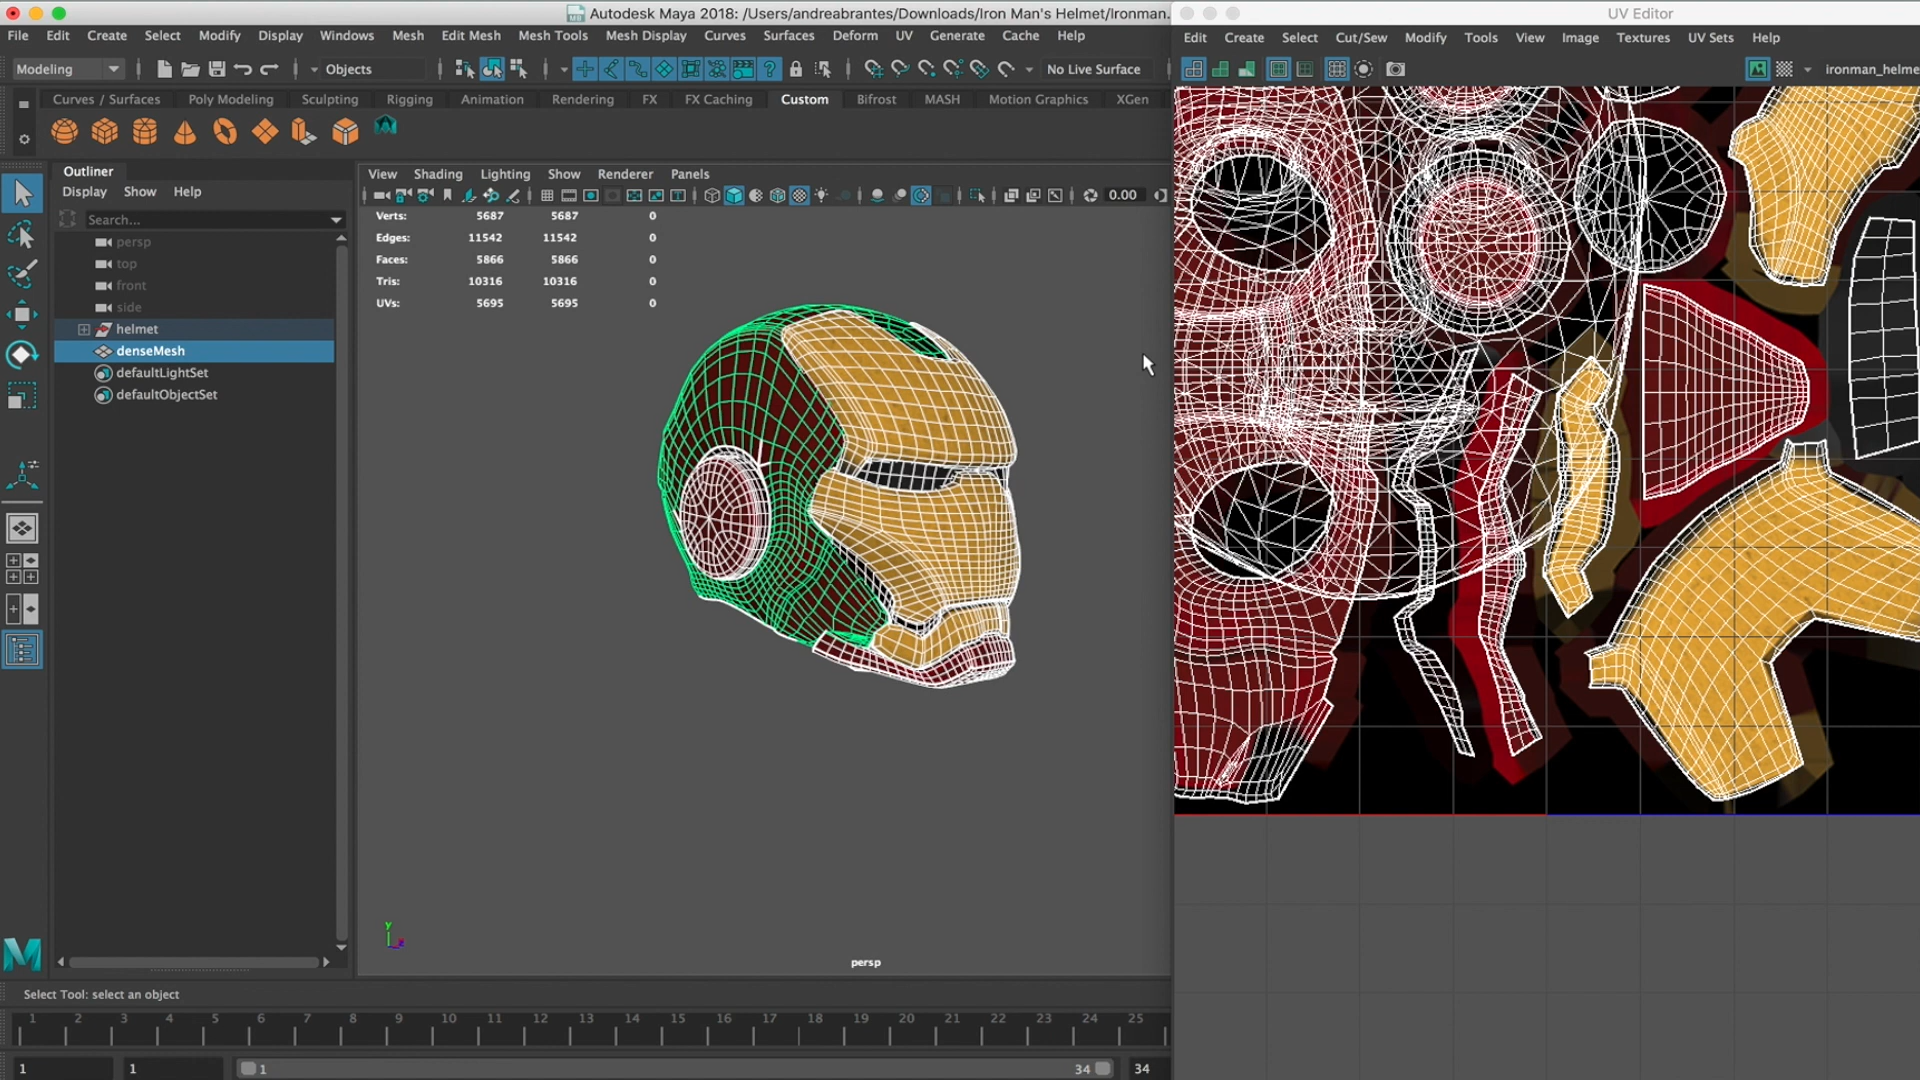 Autodesk Maya 2018: /Users/andreabrantes/Downloads/Iron Man's Helmet/Ironman.
UV Editor
File Edit Create Select Modify Display Windows Mesh Edit Mesh Mesh Tools Mesh Display Curves Surfaces Deform UV Generate Cache Help
Edit Create Select Cut/Sew Modify Tools View Image Textures UV Sets Help
Modeling Objects No Live Surface
ironman_helme
Curves / Surfaces Poly Modeling Sculpting Rigging Animation Rendering FX FX Caching Custom Bifrost MASH Motion Graphics XGen
Outliner
Display Show Help
Search...
persp
top
front
side
helmet
denseMesh
defaultLightSet
defaultObjectSet
View Shading Lighting Show Renderer Panels
0.00
Verts: 5687 5687 0
Edges: 11542 11542 0
Faces: 5866 5866 0
Tris: 10316 10316 0
UVs: 5695 5695 0
y
z
persp
M
Select Tool: select an object
1 2 3 4 5 6 7 8 9 10 11 12 13 14 15 16 17 18 19 20 21 22 23 24 25
1 1 1 34 34